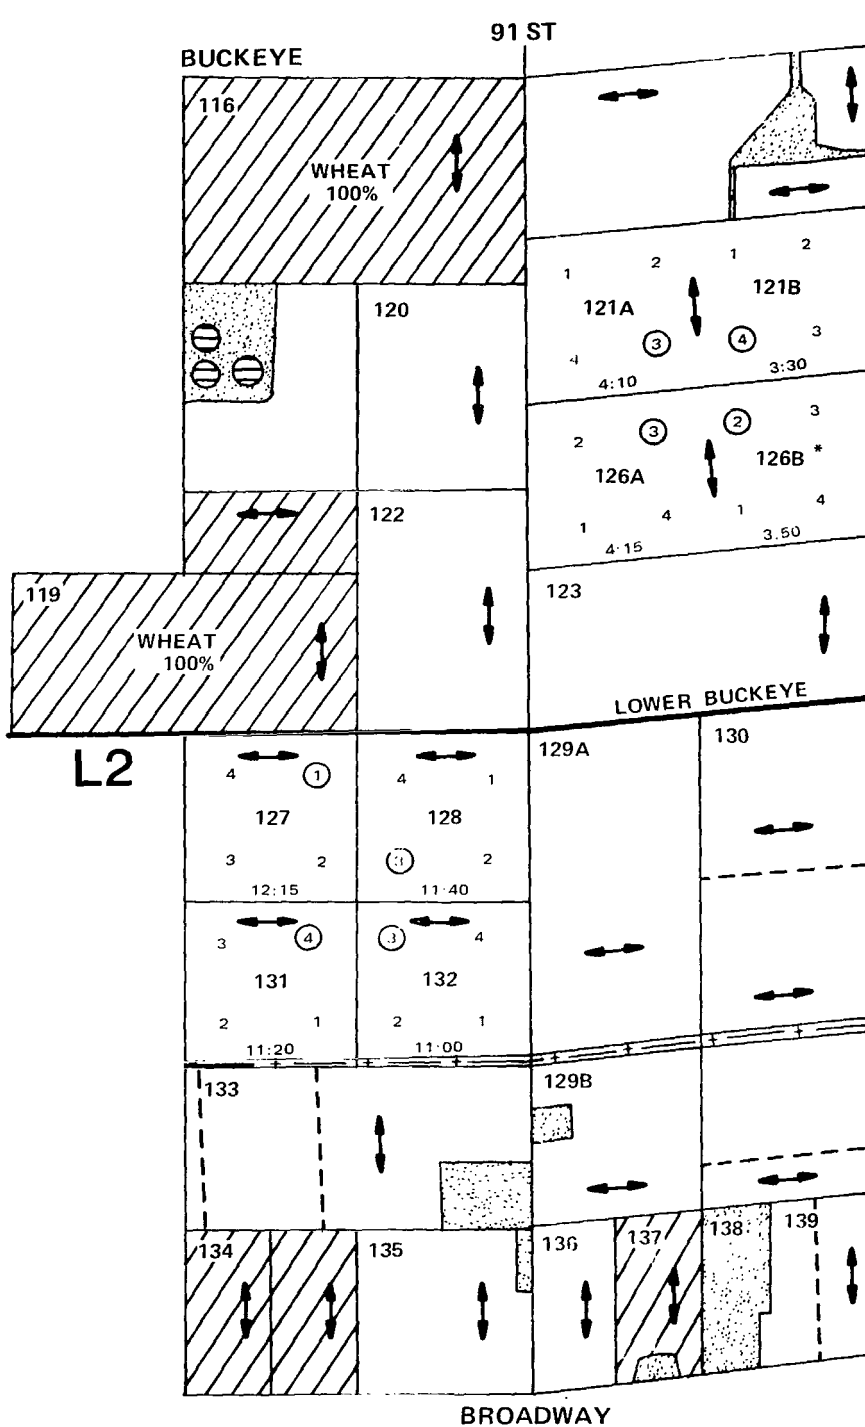 91 ST
BUCKEYE
116
WHEAT
100%
1 2 1 2
121A 121B
3 4 3
4
4:10 3:30
120
3 2 3
2
126A 126B *
1 4 1 4
4·15 3.50
122
119
WHEAT
100%
123
LOWER BUCKEYE
L2
129A 130
4 1 4 1
127 128
3 2 3 2
12:15 11·40
3 4 3 4
131 132
2 1 2 1
11:20 11:00
133
129B
134 135 136 137 138 139
BROADWAY